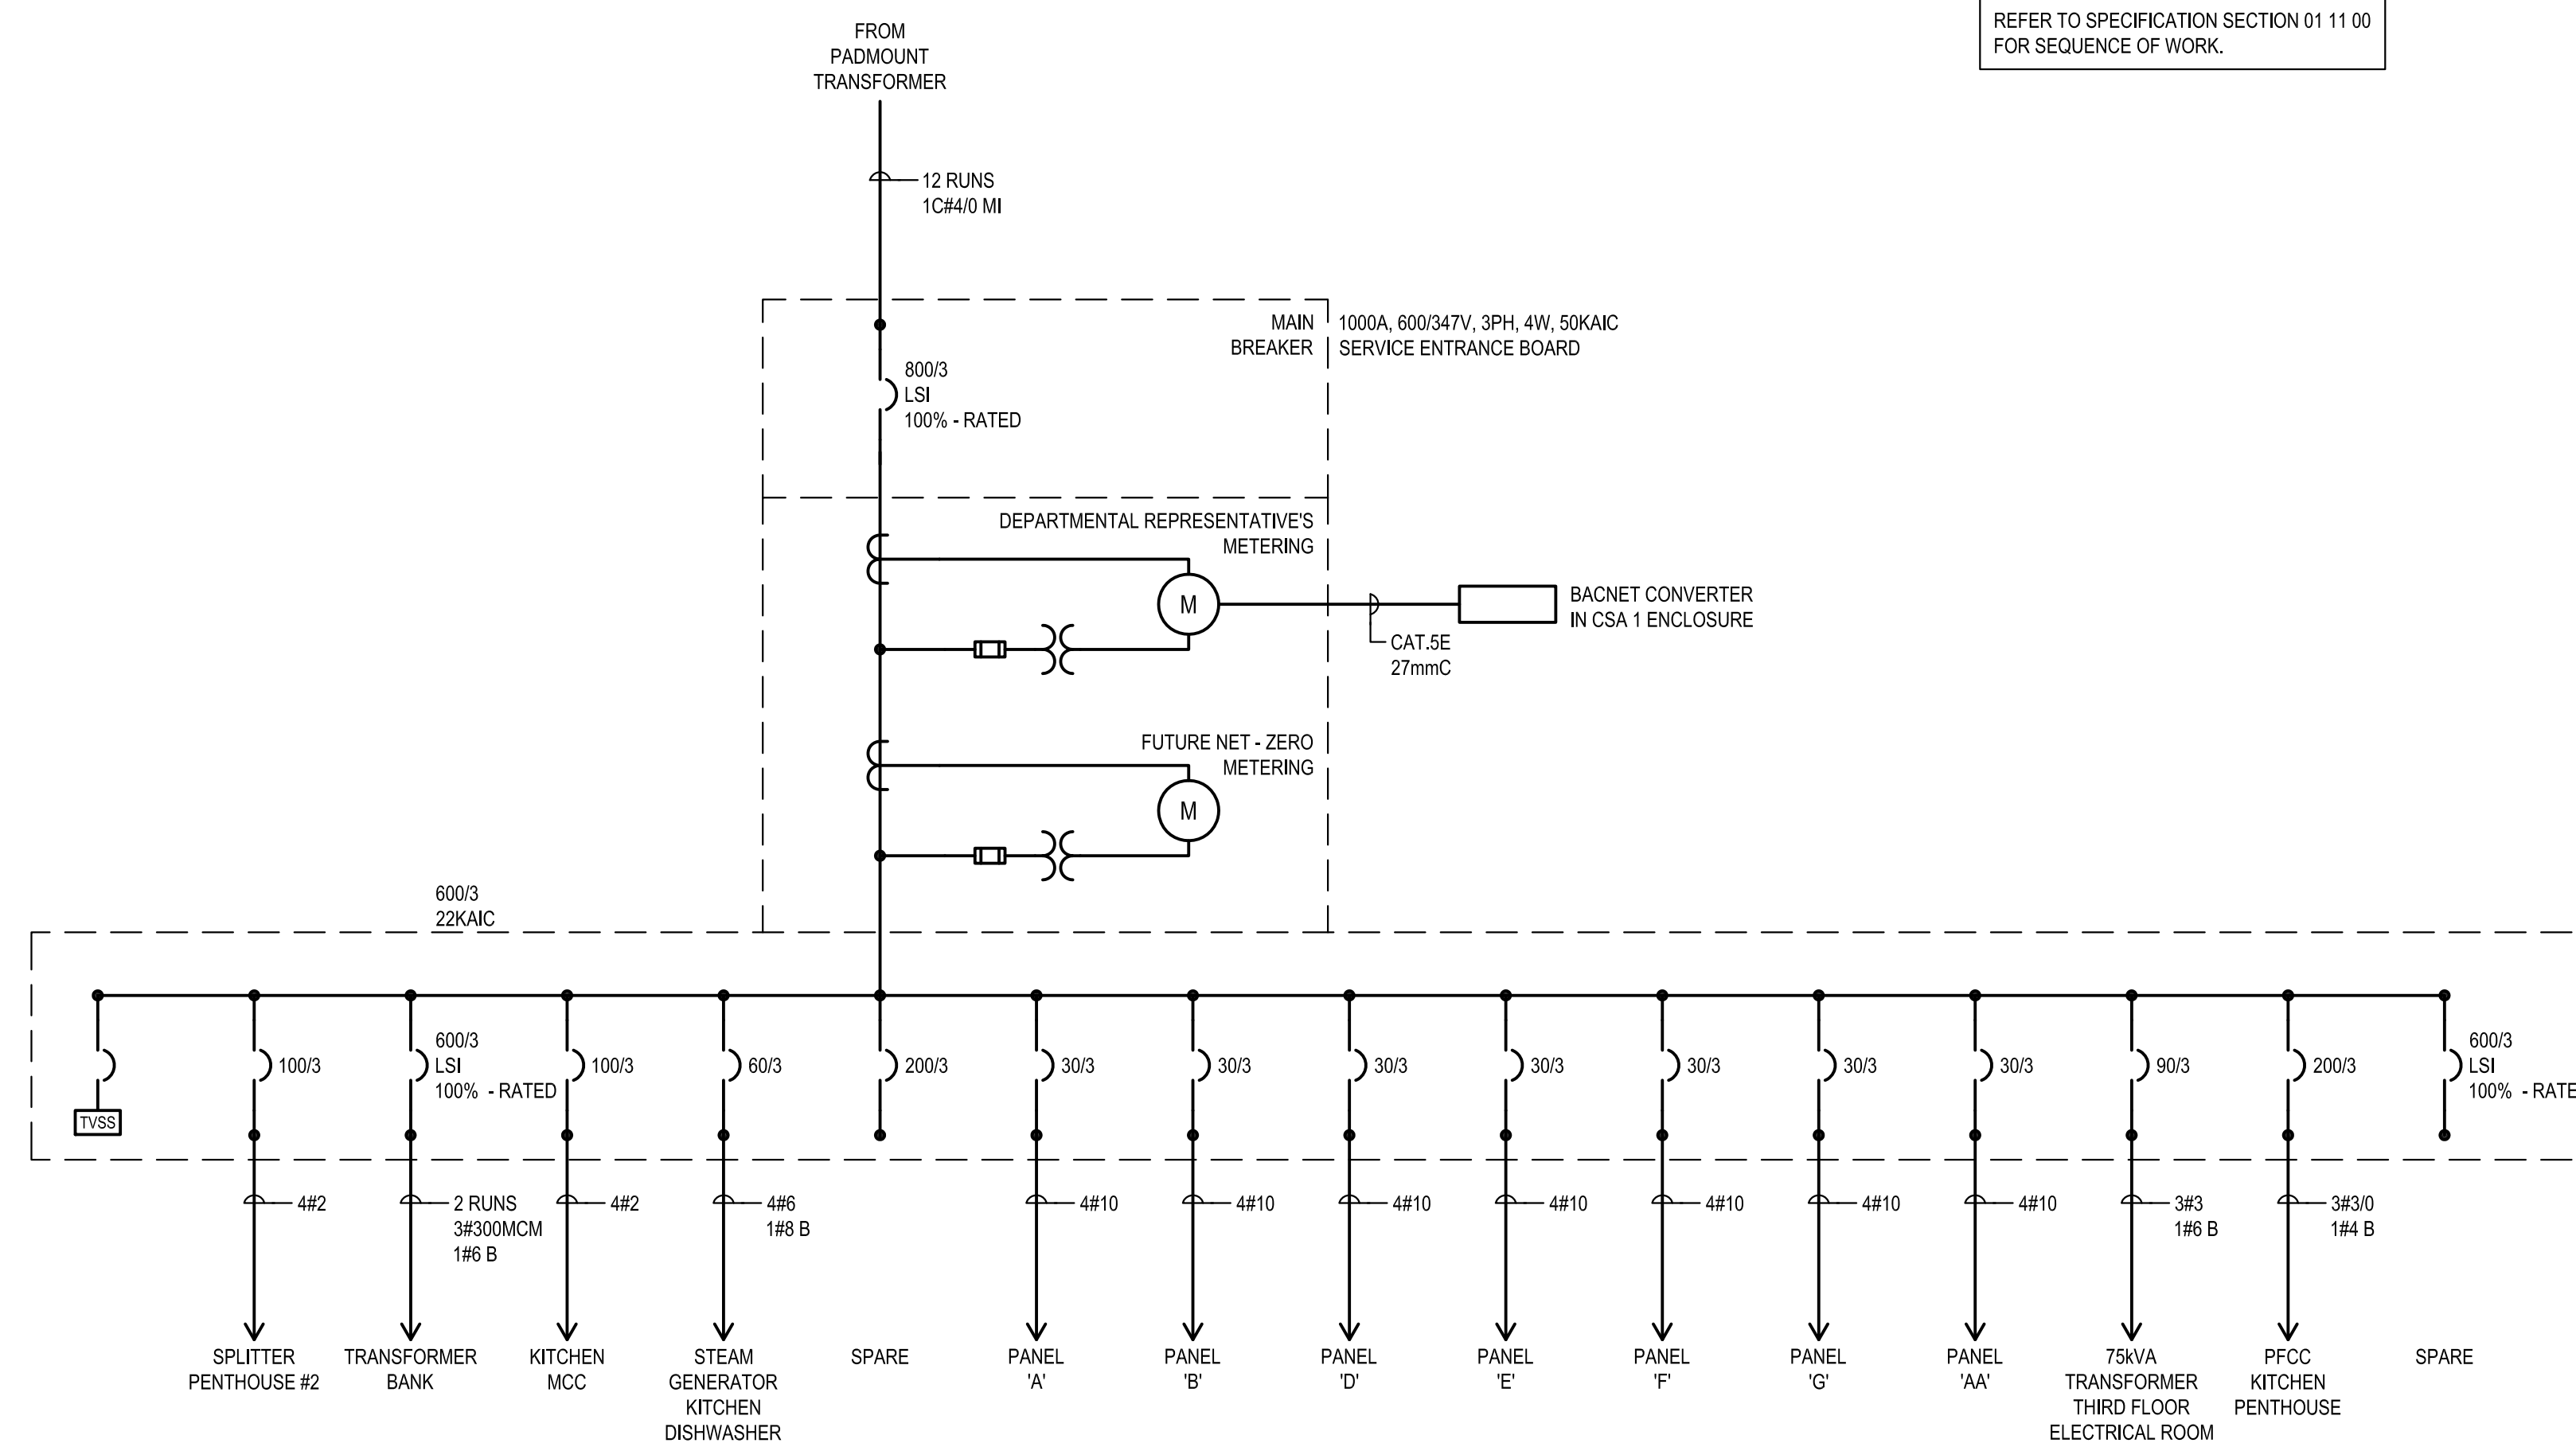 REFER TO SPECIFICATION SECTION 01 11 00
FOR SEQUENCE OF WORK.
FROM
PADMOUNT
TRANSFORMER
12 RUNS
1C#4/0 MI
MAIN
BREAKER
1000A, 600/347V, 3PH, 4W, 50KAIC
SERVICE ENTRANCE BOARD
800/3
LSI
100% - RATED
DEPARTMENTAL REPRESENTATIVE'S
METERING
M
BACNET CONVERTER
IN CSA 1 ENCLOSURE
CAT.5E
27mmC
FUTURE NET - ZERO
METERING
M
600/3
22KAIC
TVSS
100/3
600/3
LSI
100% - RATED
100/3
60/3
200/3
30/3
30/3
30/3
30/3
30/3
30/3
30/3
90/3
200/3
600/3
LSI
100% - RATE
4#2
2 RUNS
3#300MCM
1#6 B
4#2
4#6
1#8 B
4#10
4#10
4#10
4#10
4#10
4#10
4#10
3#3
1#6 B
3#3/0
1#4 B
SPLITTER
PENTHOUSE #2
TRANSFORMER
BANK
KITCHEN
MCC
STEAM
GENERATOR
KITCHEN
DISHWASHER
SPARE
PANEL
'A'
PANEL
'B'
PANEL
'D'
PANEL
'E'
PANEL
'F'
PANEL
'G'
PANEL
'AA'
75kVA
TRANSFORMER
THIRD FLOOR
ELECTRICAL ROOM
PFCC
KITCHEN
PENTHOUSE
SPARE